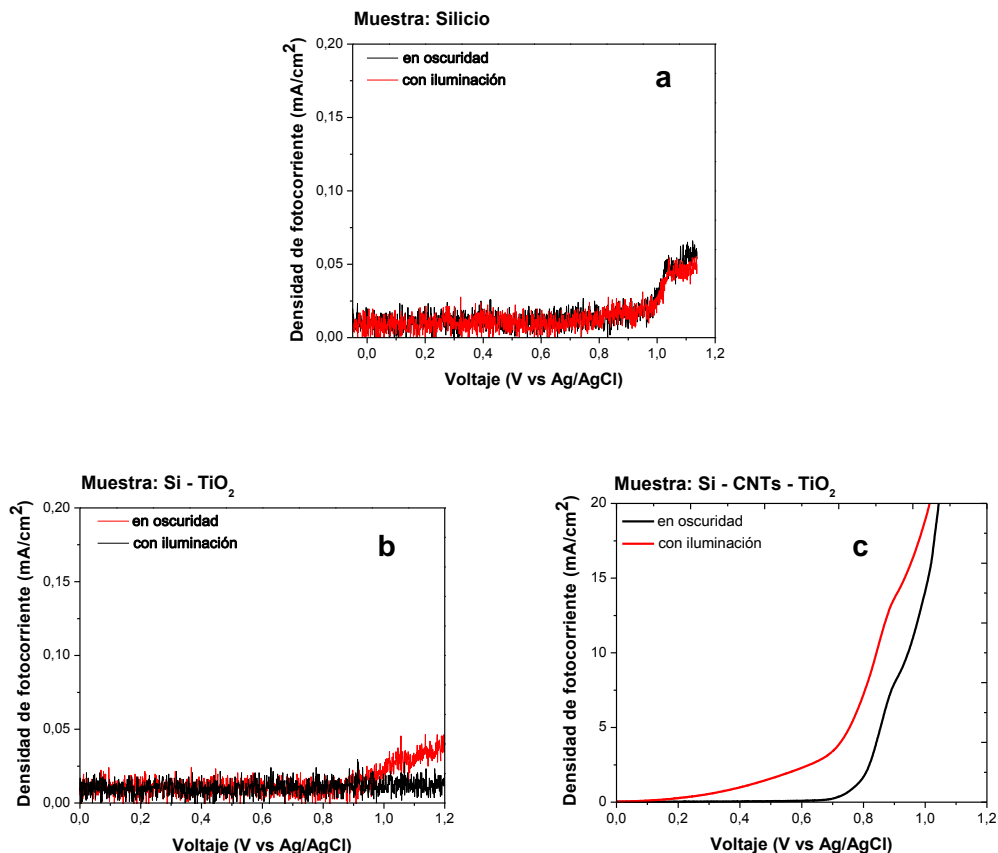 Muestra: Silicio
0,20
0,15
0,10
0,05
0,00
Densidad de fotocorriente (mA/cm²)
en oscuridad
con iluminación
a
0,0 0,2 0,4 0,6 0,8 1,0 1,2
Voltaje (V vs Ag/AgCl)
Muestra: Si - TiO₂
0,20
0,15
0,10
0,05
0,00
Densidad de fotocorriente (mA/cm²)
en oscuridad
con iluminación
b
0,0 0,2 0,4 0,6 0,8 1,0 1,2
Voltaje (V vs Ag/AgCl)
Muestra: Si - CNTs - TiO₂
20
15
10
5
0
Densidad de fotocorriente (mA/cm²)
en oscuridad
con iluminación
c
0,0 0,2 0,4 0,6 0,8 1,0 1,2
Voltaje (V vs Ag/AgCl)